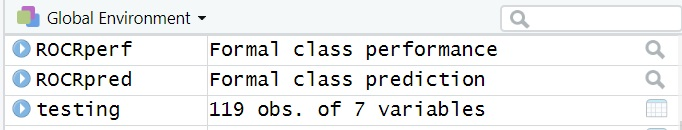 Global Environment
ROCRperf Formal class performance
ROCRpred Formal class prediction
testing 119 obs. of 7 variables